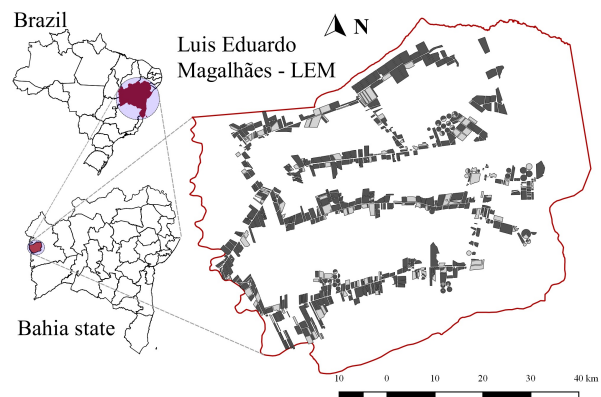 Brazil
Luis Eduardo
Magalhães - LEM
N
Bahia state
10 0 10 20 30 40 km